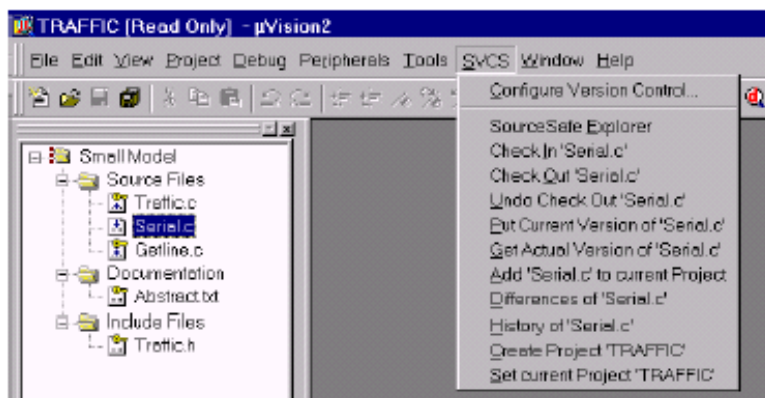 TRAFFIC [Read Only] - µVision2
File Edit View Project Debug Peripherals Tools SVCS Window Help
Configure Version Control...
SourceSafe Explorer
Check In 'Serial.c'
Check Out 'Serial.c'
Undo Check Out 'Serial.c'
Put Current Version of 'Serial.c'
Get Actual Version of 'Serial.c'
Add 'Serial.c' to current Project
Differences of 'Serial.c'
History of 'Serial.c'
Create Project 'TRAFFIC'
Set current Project 'TRAFFIC'
Small Model
Source Files
Traffic.c
Serial.c
Getline.c
Documentation
Abstract.txt
Include Files
Traffic.h